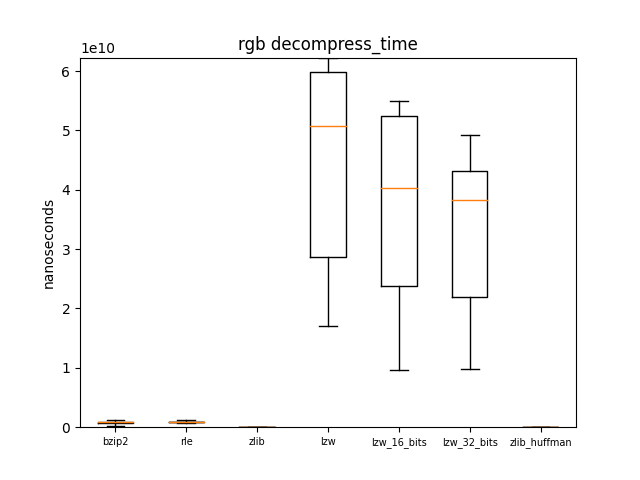 rgb decompress_time
1e10
6
5
4
3
2
1
0
nanoseconds
bzip2 rle zlib lzw lzw_16_bits lzw_32_bits zlib_huffman